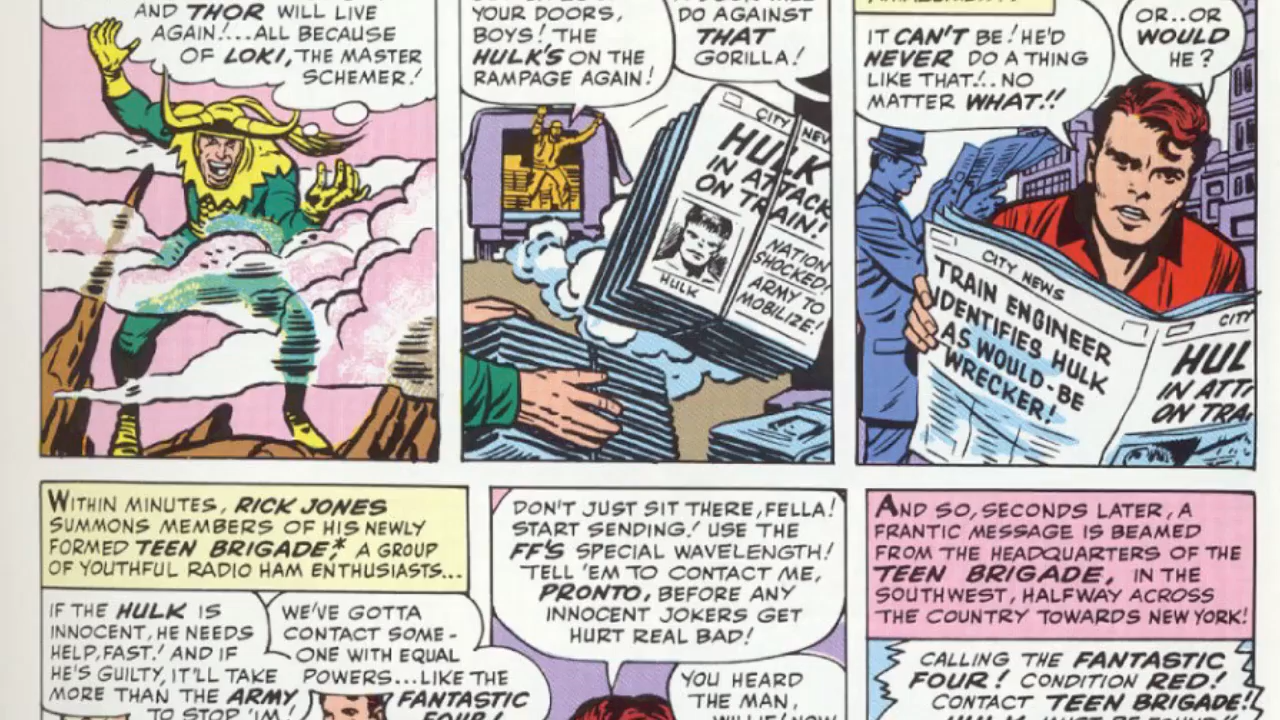 AND THOR WILL LIVE
AGAIN!...ALL BECAUSE
OF LOKI, THE MASTER
SCHEMER!
YOUR DOORS,
BOYS! THE
HULK'S ON THE
RAMPAGE AGAIN!
DO AGAINST
THAT
GORILLA!
CITY NEW
HULK
IN ATTACK
ON TRAIN!
HULK
NATION
SHOCKED!
ARMY TO
MOBILIZE!
IT CAN'T BE! HE'D
NEVER DO A THING
LIKE THAT!..NO
MATTER WHAT!!
OR..OR
WOULD
HE?
CITY NEWS
TRAIN ENGINEER
IDENTIFIES HULK
AS WOULD-BE
WRECKER!
CITY
HUL
IN ATT
ON TRA
WITHIN MINUTES, RICK JONES
SUMMONS MEMBERS OF HIS NEWLY
FORMED TEEN BRIGADE,* A GROUP
OF YOUTHFUL RADIO HAM ENTHUSIASTS...
IF THE HULK IS
INNOCENT, HE NEEDS
HELP, FAST! AND IF
HE'S GUILTY, IT'LL TAKE
MORE THAN THE ARMY
TO STOP 'IM!
WE'VE GOTTA
CONTACT SOME-
ONE WITH EQUAL
POWERS...LIKE THE
FANTASTIC
FOUR!
DON'T JUST SIT THERE, FELLA!
START SENDING! USE THE
FF'S SPECIAL WAVELENGTH!
TELL 'EM TO CONTACT ME,
PRONTO, BEFORE ANY
INNOCENT JOKERS GET
HURT REAL BAD!
YOU HEARD
THE MAN,
WILLIE! NOW
AND SO, SECONDS LATER, A
FRANTIC MESSAGE IS BEAMED
FROM THE HEADQUARTERS OF THE
TEEN BRIGADE, IN THE
SOUTHWEST, HALFWAY ACROSS
THE COUNTRY TOWARDS NEW YORK!
CALLING THE FANTASTIC
FOUR! CONDITION RED!
CONTACT TEEN BRIGADE!!